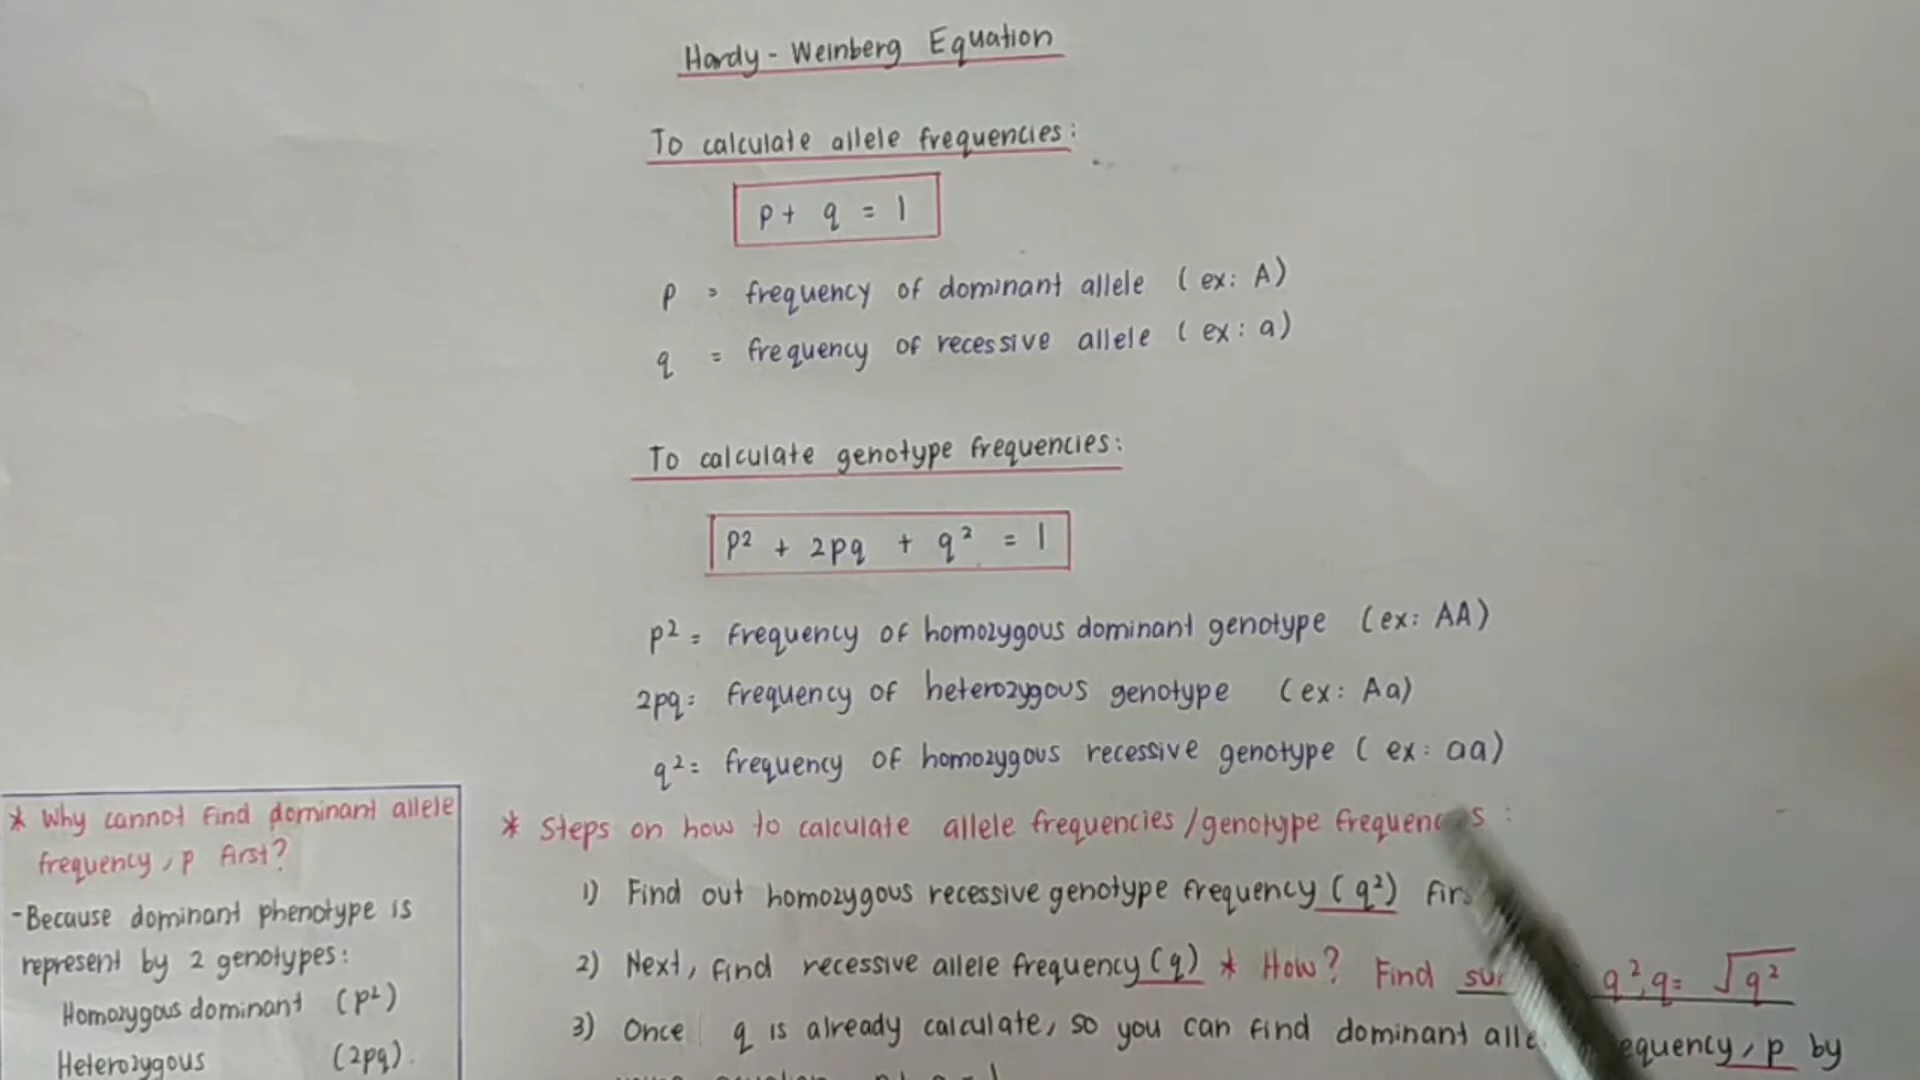 Hardy - Weinberg Equation
To calculate allele frequencies:
p + q = 1
p = frequency of dominant allele (ex: A)
q = frequency of recessive allele (ex: a)
To calculate genotype frequencies:
p² + 2pq + q² = 1
p² = frequency of homozygous dominant genotype (ex: AA)
2pq = frequency of heterozygous genotype (ex: Aa)
q² = frequency of homozygous recessive genotype (ex: aa)
* Steps on how to calculate allele frequencies / genotype frequencies :
1) Find out homozygous recessive genotype frequency (q²)
2) Next, find recessive allele frequency (q) * How? Find q², q = √q²
3) Once q is already calculate, so you can find dominant , p by
* Why cannot find dominant allele
frequency, p first?
- Because dominant phenotype is
represent by 2 genotypes:
Homozygous dominant (p²)
Heterozygous (2pq).